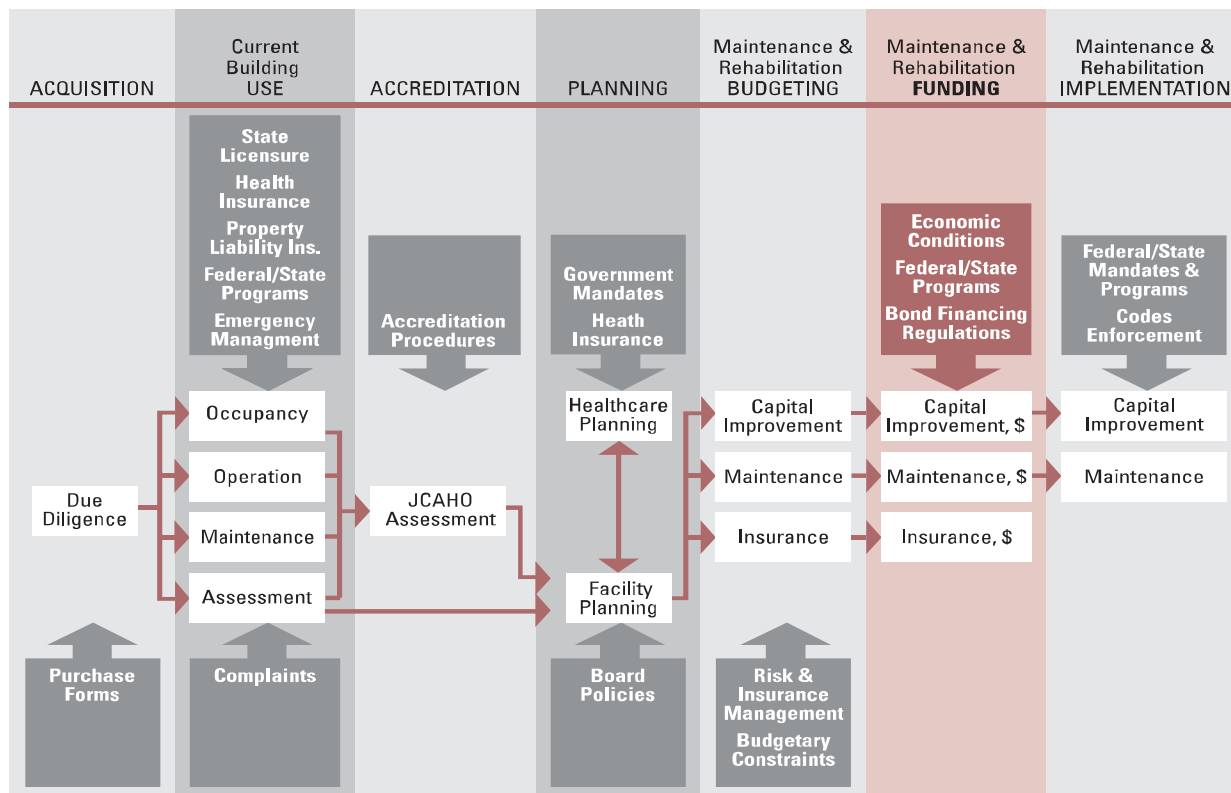 ACQUISITION
Current
Building
USE
ACCREDITATION
PLANNING
Maintenance &
Rehabilitation
BUDGETING
Maintenance &
Rehabilitation
FUNDING
Maintenance &
Rehabilitation
IMPLEMENTATION
State
Licensure
Health
Insurance
Property
Liability Ins.
Federal/State
Programs
Emergency
Managment
Accreditation
Procedures
Government
Mandates
Heath
Insurance
Economic
Conditions
Federal/State
Programs
Bond Financing
Regulations
Federal/State
Mandates &
Programs
Codes
Enforcement
Due
Diligence
Occupancy
Operation
Maintenance
Assessment
JCAHO
Assessment
Healthcare
Planning
Facility
Planning
Capital
Improvement
Maintenance
Insurance
Capital
Improvement, $
Maintenance, $
Insurance, $
Capital
Improvement
Maintenance
Purchase
Forms
Complaints
Board
Policies
Risk &
Insurance
Management
Budgetary
Constraints